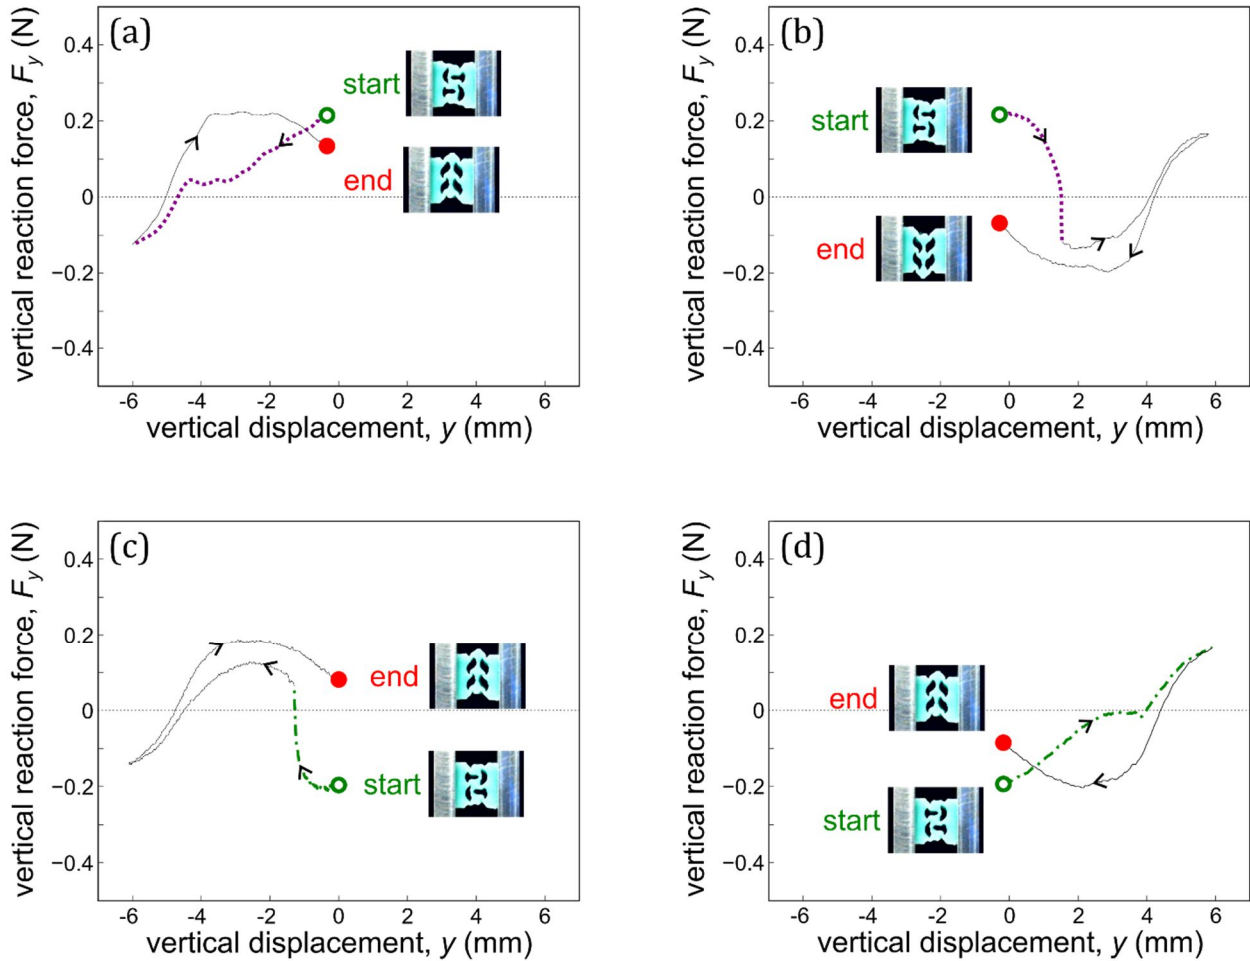 (a)
vertical reaction force, F_y (N)
0.4
0.2
0
−0.2
−0.4
start
end
-6 -4 -2 0 2 4 6
vertical displacement, y (mm)
(b)
vertical reaction force, F_y (N)
0.4
0.2
0
−0.2
−0.4
start
end
-6 -4 -2 0 2 4 6
vertical displacement, y (mm)
(c)
vertical reaction force, F_y (N)
0.4
0.2
0
−0.2
−0.4
end
start
-6 -4 -2 0 2 4 6
vertical displacement, y (mm)
(d)
vertical reaction force, F_y (N)
0.4
0.2
0
−0.2
−0.4
end
start
-6 -4 -2 0 2 4 6
vertical displacement, y (mm)